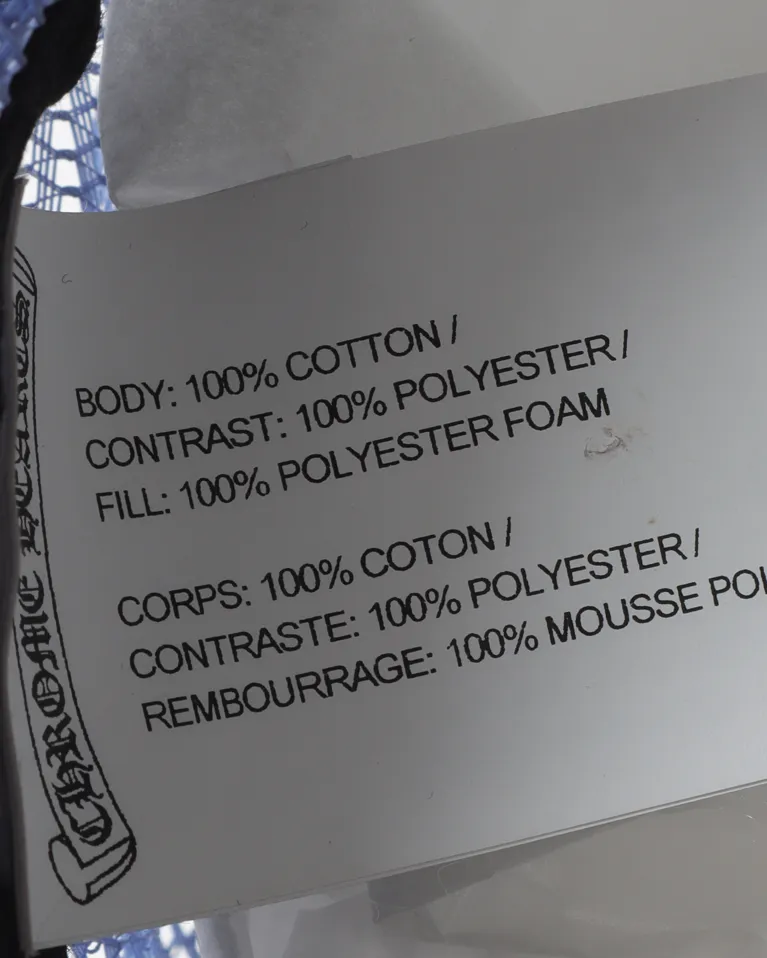 BODY: 100% COTTON /
CONTRAST: 100% POLYESTER /
FILL: 100% POLYESTER FOAM
CORPS: 100% COTON /
CONTRASTE: 100% POLYESTER /
REMBOURRAGE: 100% MOUSSE
CHROME HEARTS